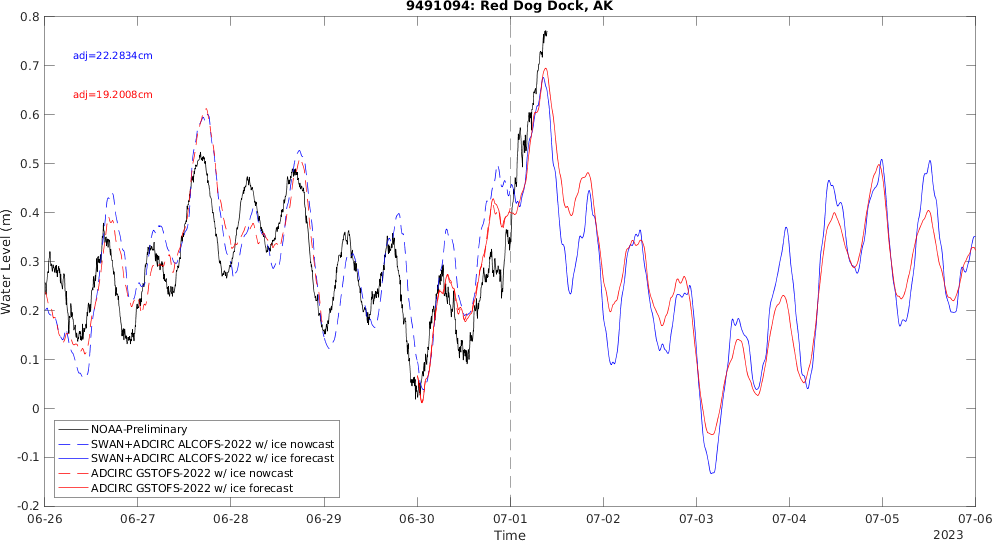 9491094: Red Dog Dock, AK
adj=22.2834cm
adj=19.2008cm
Water Level (m)
0.8
0.7
0.6
0.5
0.4
0.3
0.2
0.1
0
-0.1
-0.2
NOAA-Preliminary
SWAN+ADCIRC ALCOFS-2022 w/ ice nowcast
SWAN+ADCIRC ALCOFS-2022 w/ ice forecast
ADCIRC GSTOFS-2022 w/ ice nowcast
ADCIRC GSTOFS-2022 w/ ice forecast
06-26 06-27 06-28 06-29 06-30 07-01 07-02 07-03 07-04 07-05 07-06
Time
2023